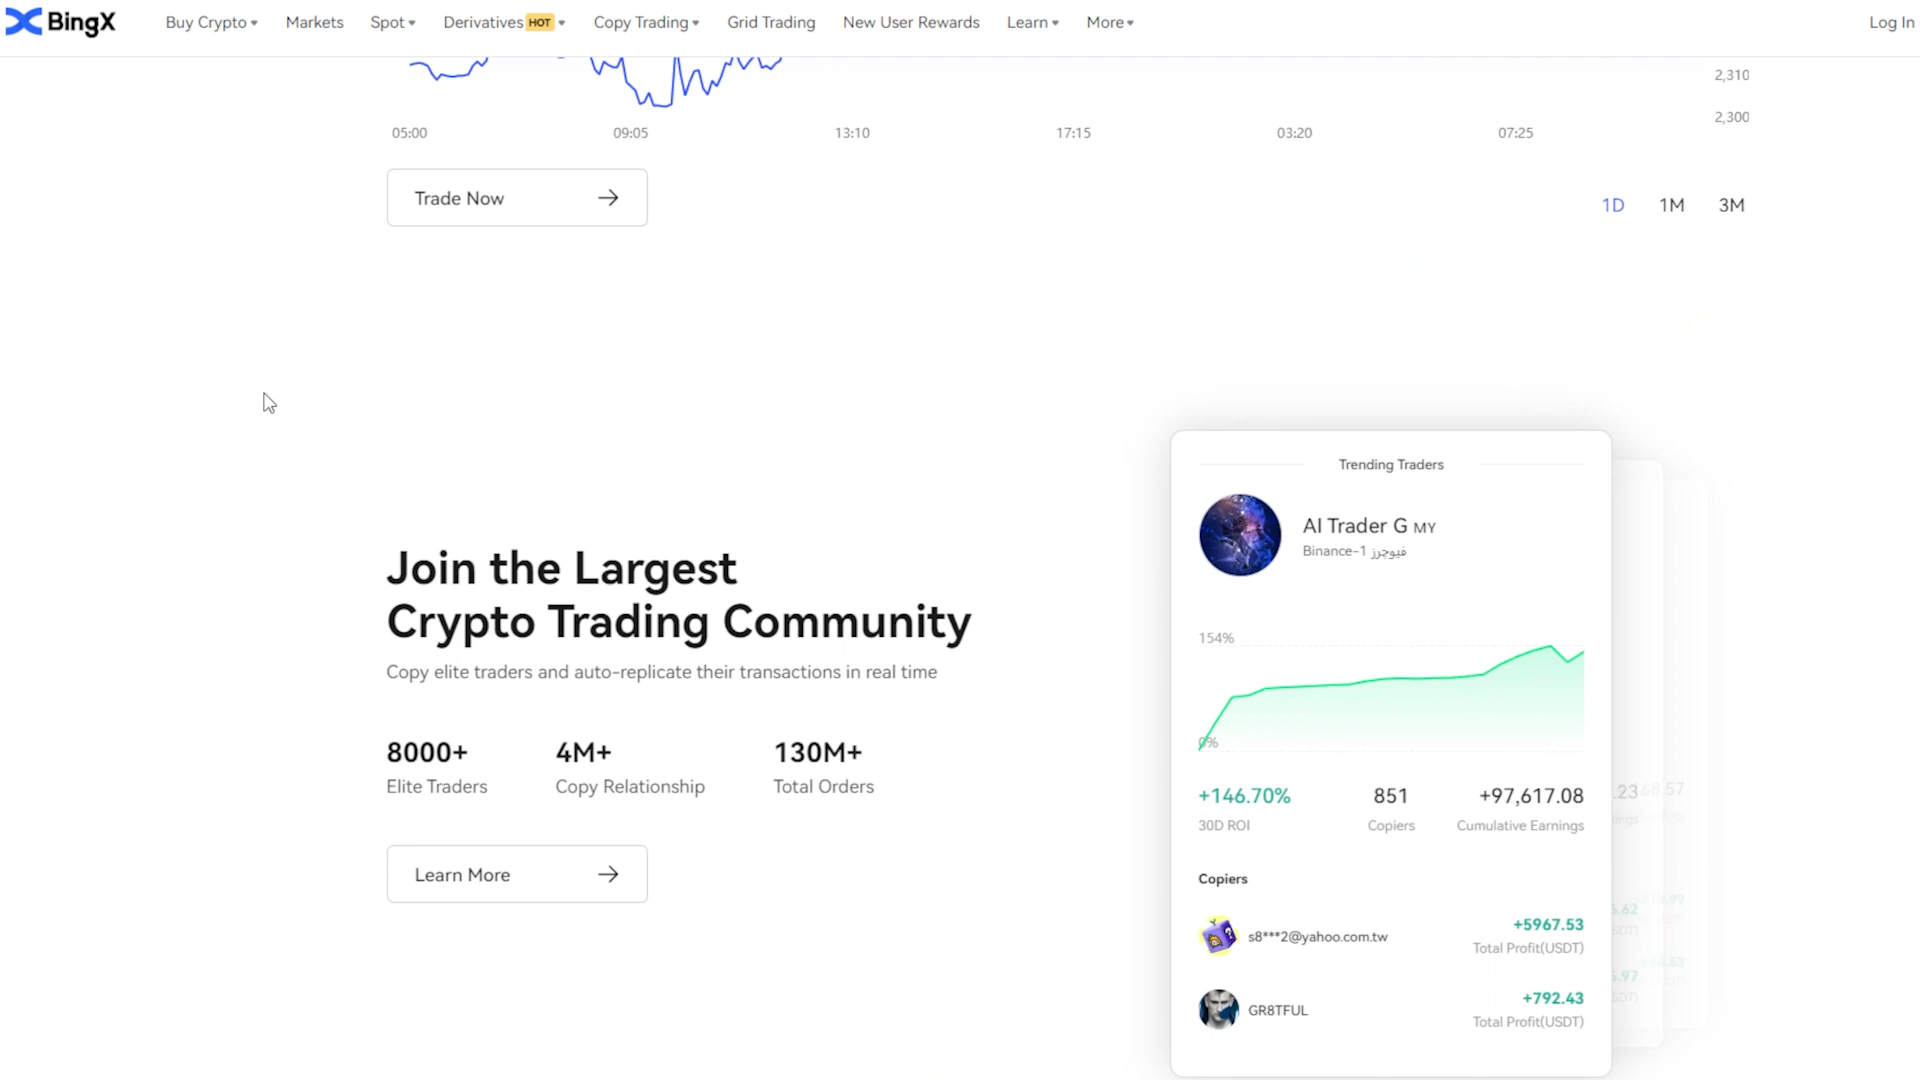 BingX Buy Crypto Markets Spot Derivatives HOT Copy Trading Grid Trading New User Rewards Learn More Log In
2,310
2,300
05:00 09:05 13:10 17:15 03:20 07:25
Trade Now
1D 1M 3M
Join the Largest
Crypto Trading Community
Copy elite traders and auto-replicate their transactions in real time
8000+ 4M+ 130M+
Elite Traders Copy Relationship Total Orders
Learn More
Trending Traders
AI Trader G MY
Binance-1 فيوچرز
154%
0%
+146.70% 851 +97,617.08
30D ROI Copiers Cumulative Earnings
Copiers
s8***2@yahoo.com.tw +5967.53
Total Profit(USDT)
GR8TFUL +792.43
Total Profit(USDT)